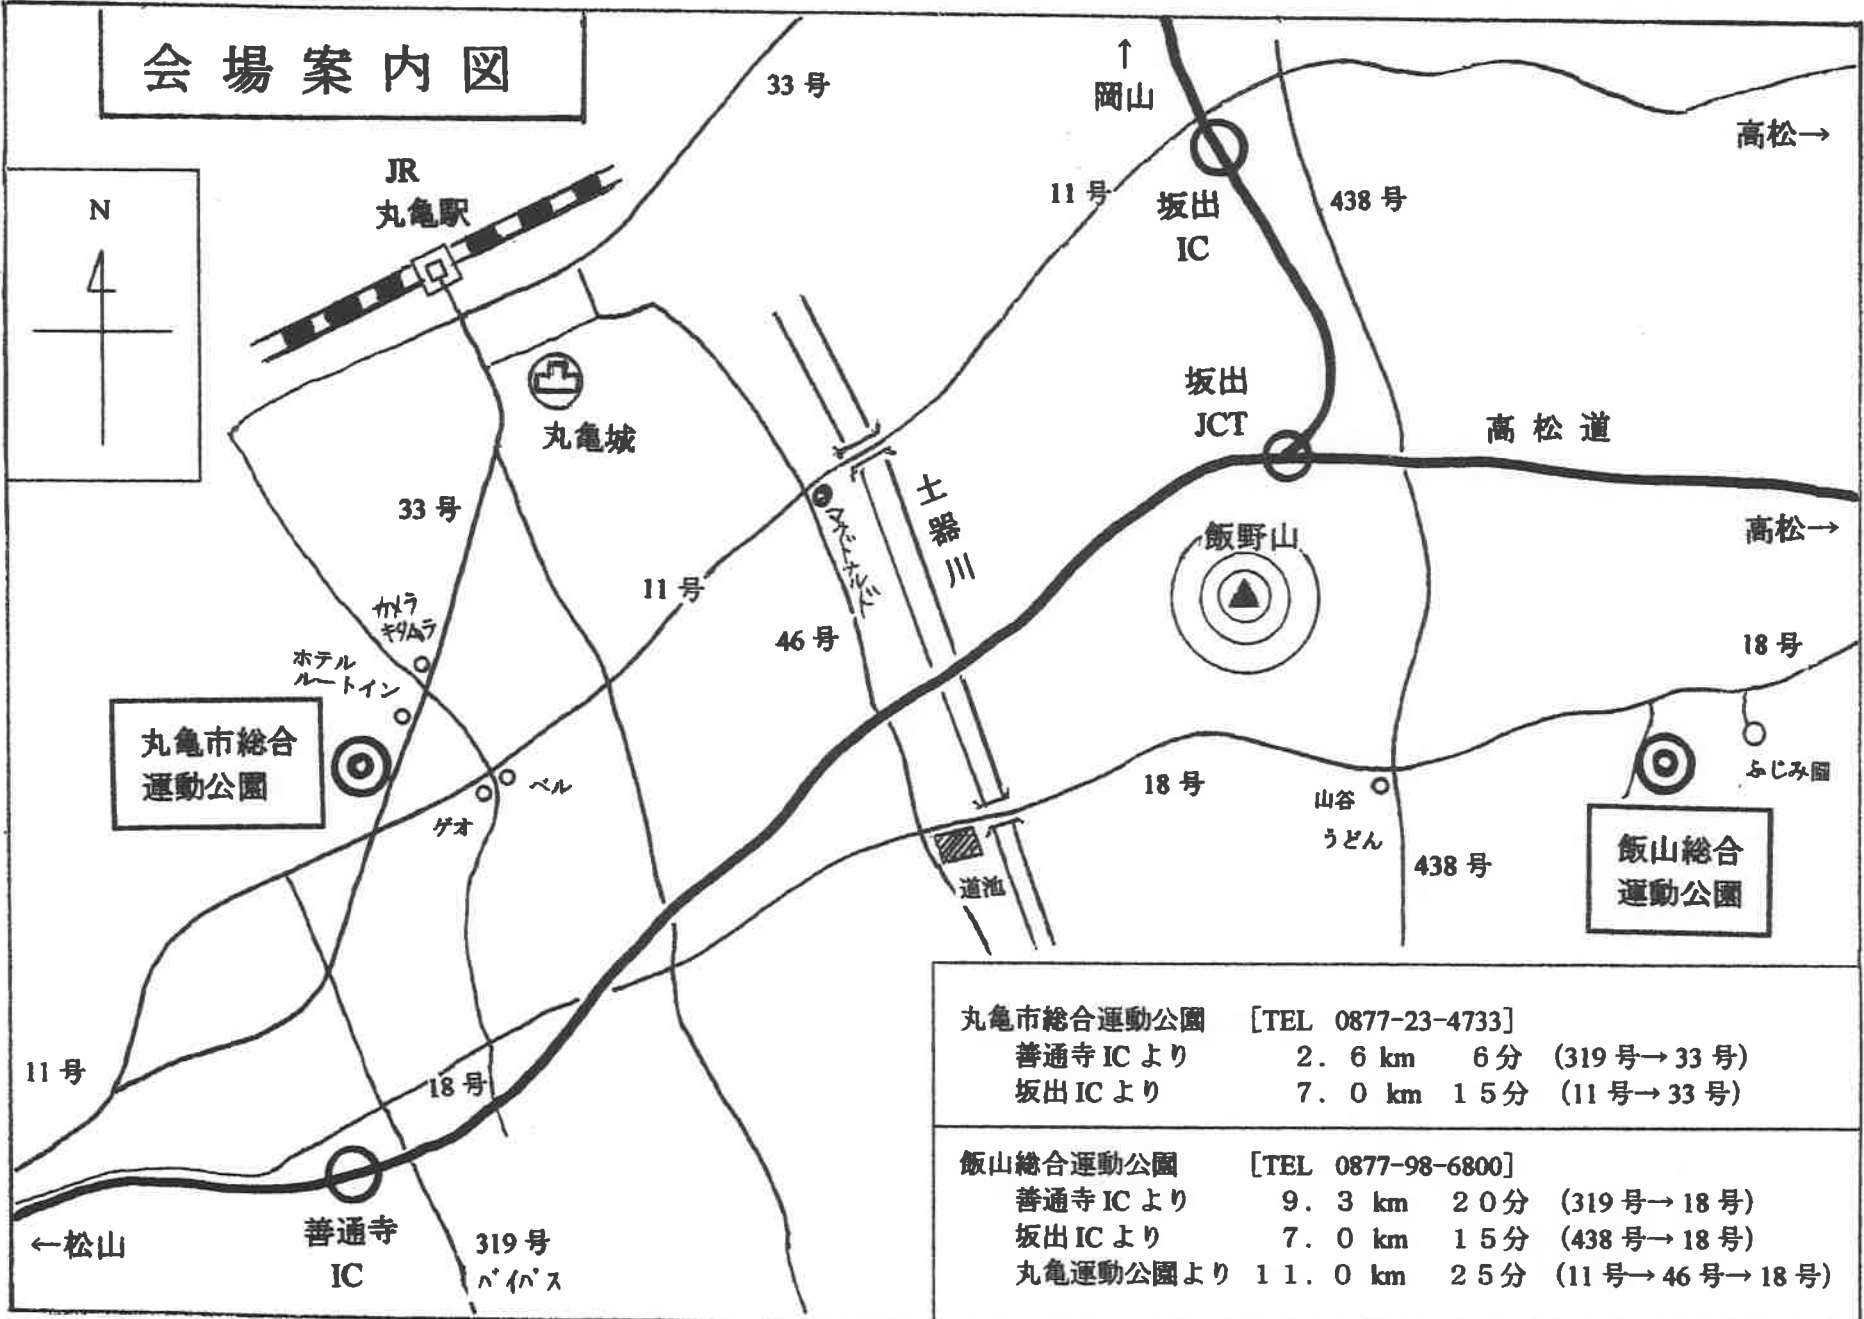 会場案内図
N
JR
丸亀駅
33号
↑
岡山
高松→
11号
坂出
IC
438号
丸亀城
坂出
JCT
高松道
高松→
33号
土器川
マクドナルド
飯野山
11号
46号
18号
カメラ
キタムラ
ホテル
ルートイン
丸亀市総合
運動公園
ベル
ゲオ
18号
山谷
うどん
ふじみ園
438号
飯山総合
運動公園
道池
11号
18号
←松山
善通寺
IC
319号
バイパス
丸亀市総合運動公園 [TEL 0877-23-4733]
善通寺ICより 2.6km 6分 (319号→33号)
坂出ICより 7.0km 15分 (11号→33号)
飯山総合運動公園 [TEL 0877-98-6800]
善通寺ICより 9.3km 20分 (319号→18号)
坂出ICより 7.0km 15分 (438号→18号)
丸亀運動公園より 11.0km 25分 (11号→46号→18号)